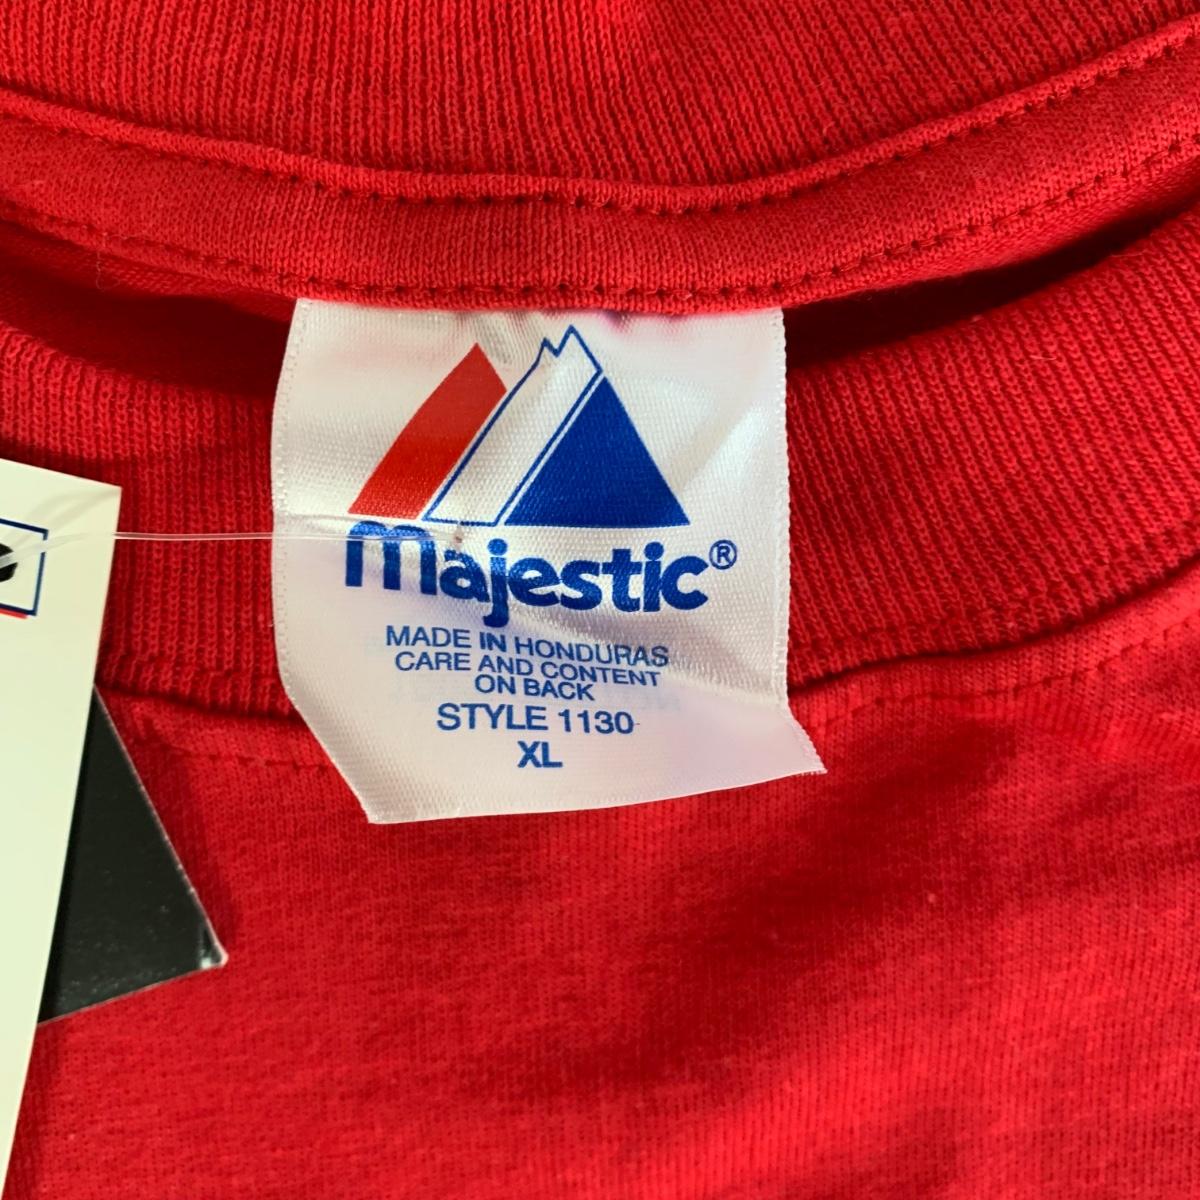 majestic®
MADE IN HONDURAS
CARE AND CONTENT
ON BACK
STYLE 1130
XL